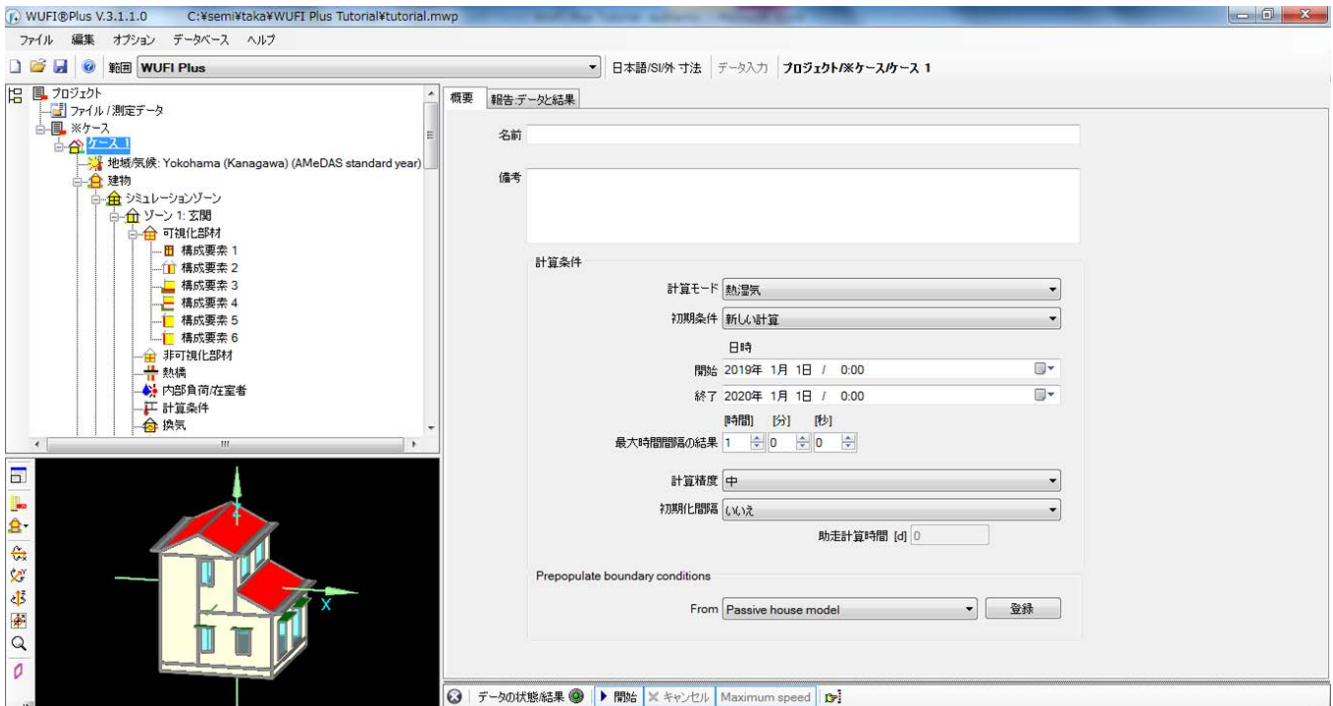 WUFI®Plus V.3.1.1.0 C:¥semi¥taka¥WUFI Plus Tutorial¥tutorial.mwp
ファイル 編集 オプション データベース ヘルプ
範囲 WUFI Plus 日本語/SI/外 寸法 データ入力 プロジェクト/※ケース/ケース 1
プロジェクト
ファイル / 測定データ
※ケース
ケース 1
地域/気候: Yokohama (Kanagawa) (AMeDAS standard year)
建物
シミュレーションゾーン
ゾーン 1: 玄関
可視化部材
構成要素 1
構成要素 2
構成要素 3
構成要素 4
構成要素 5
構成要素 6
非可視化部材
熱橋
内部負荷/在室者
計算条件
換気
Z
X
概要 報告:データと結果
名前
備考
計算条件
計算モード 熱湿気
初期条件 新しい計算
日時
開始 2019年 1月 1日 / 0:00
終了 2020年 1月 1日 / 0:00
[時間] [分] [秒]
最大時間間隔の結果 1 0 0
計算精度 中
初期化間隔 いいえ
助走計算時間 [d] 0
Prepopulate boundary conditions
From Passive house model 登録
データの状態/結果 開始 キャンセル Maximum speed